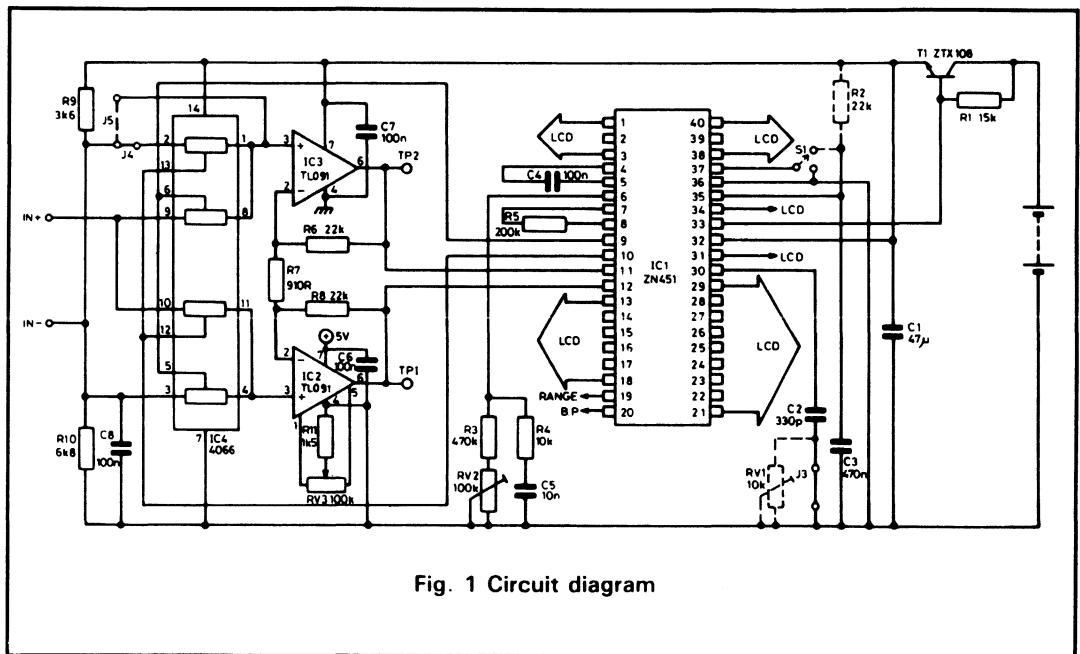 T1 ZTX108
R9
3k6
14
J5
2
1
J4
13
6
9
8
3
+
IC3
TL091
7
6
4
2
-
C7
100n
TP2
R6 22k
R7
910R
R8 22k
IN+
IN-
10
11
12
5
3
4
5V
2
-
7
C6
100n
6
TP1
IC2
TL091
3
+
5
4
1
R11
1k5
RV3 100k
R10
6k8
C8
100n
7
IC4
4066
LCD
LCD
C4
100n
R5
200k
1
2
3
4
5
6
7
8
9
10
11
12
13
14
15
16
17
18
19
20
IC1
ZN451
40
39
38
37
36
35
34
33
32
31
30
29
28
27
26
25
24
23
22
21
LCD
RANGE
BP
LCD
LCD
LCD
S1
R2
22k
R1 15k
R3
470k
R4
10k
RV2
100k
C5
10n
C2
330p
RV1
10k
J3
C3
470n
C1
47μ
Fig. 1 Circuit diagram